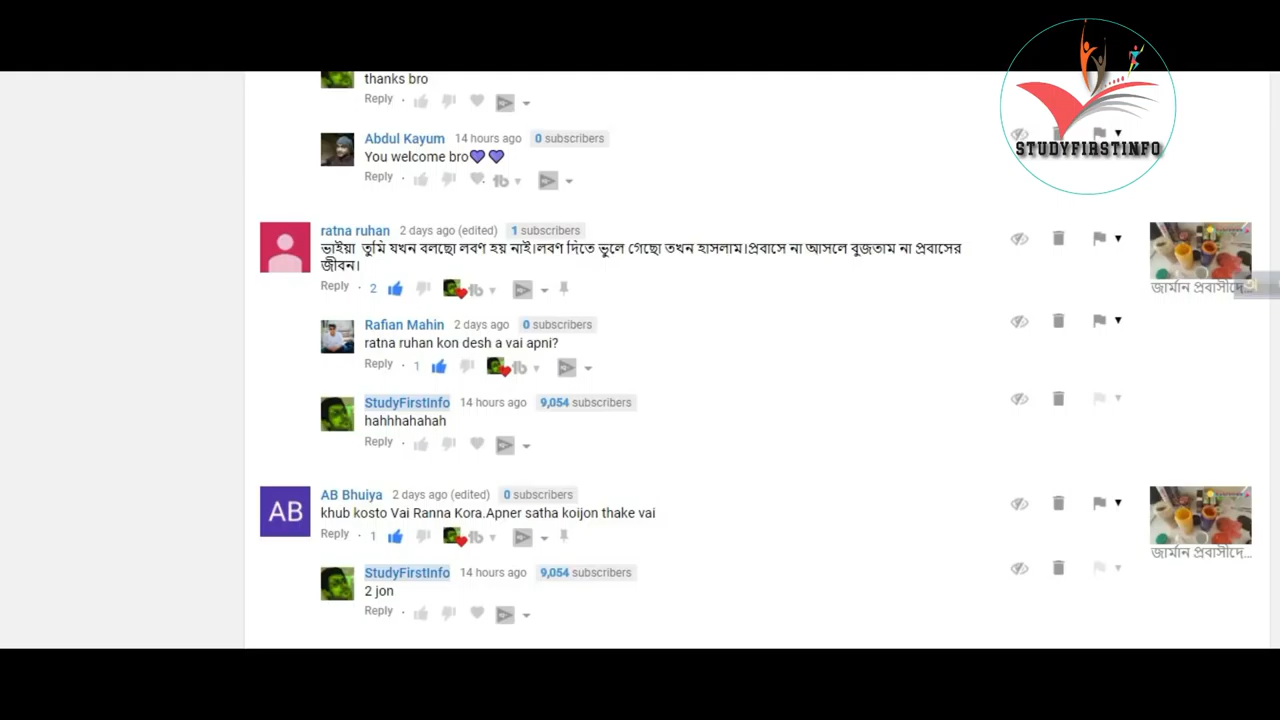 STUDYFIRSTINFO
thanks bro
Reply
Abdul Kayum 14 hours ago 0 subscribers
You welcome bro💜💜
Reply
ratna ruhan 2 days ago (edited) 1 subscribers
ভাইয়া তুমি যখন বলছো লবণ হয় নাই।লবণ দিতে ভুলে গেছো তখন হাসলাম।প্রবাসে না আসলে বুজতাম না প্রবাসের
জীবন।
Reply · 2
জার্মান প্রবাসীদে...
Rafian Mahin 2 days ago 0 subscribers
ratna ruhan kon desh a vai apni?
Reply · 1
StudyFirstInfo 14 hours ago 9,054 subscribers
hahhhahahah
Reply
AB
AB Bhuiya 2 days ago (edited) 0 subscribers
khub kosto Vai Ranna Kora.Apner satha koijon thake vai
Reply · 1
জার্মান প্রবাসীদে...
StudyFirstInfo 14 hours ago 9,054 subscribers
2 jon
Reply